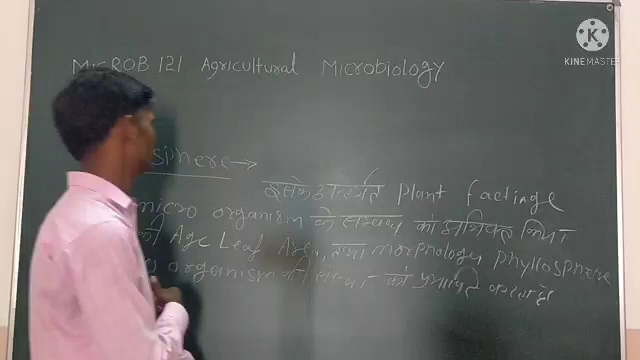 MICROB 121 Agricultural Microbiology
KINEMASTER
sphere →
इसके अन्तर्गत Plant factiage
micro organism के सम्बन्ध को किया
की Age Leaf Area, तथा morphology Phyllosphere
organism की को प्रभावित करता है